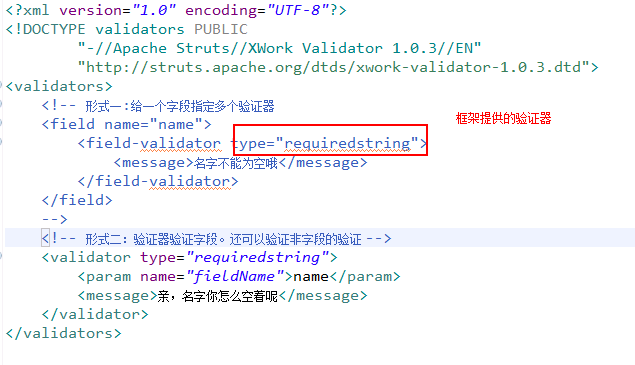 <?xml version="1.0" encoding="UTF-8"?>
<!DOCTYPE validators PUBLIC
"-//Apache Struts//XWork Validator 1.0.3//EN"
"http://struts.apache.org/dtds/xwork-validator-1.0.3.dtd">
<validators>
<!-- 形式一:给一个字段指定多个验证器
框架提供的验证器
<field name="name">
<field-validator type="requiredstring">
<message>名字不能为空哦</message>
</field-validator>
</field>
-->
<!-- 形式二: 验证器验证字段。还可以验证非字段的验证 -->
<validator type="requiredstring">
<param name="fieldName">name</param>
<message>亲，名字你怎么空着呢</message>
</validator>
</validators>